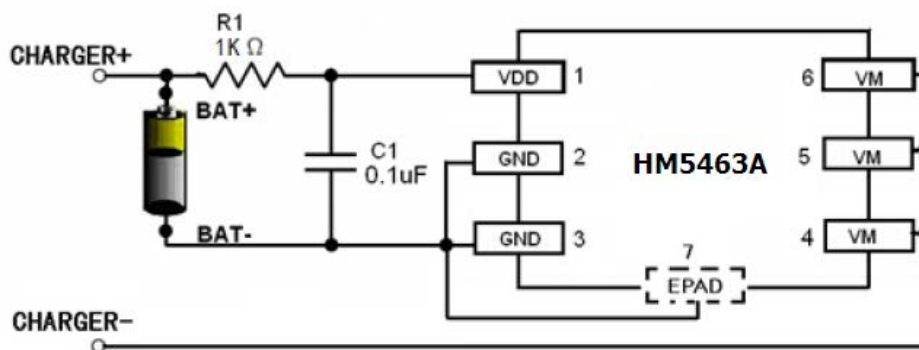 R1
1K Ω
CHARGER+
BAT+
C1
0.1uF
BAT-
CHARGER-
VDD 1
GND 2
GND 3
HM5463A
6 VM
5 VM
4 VM
7
EPAD